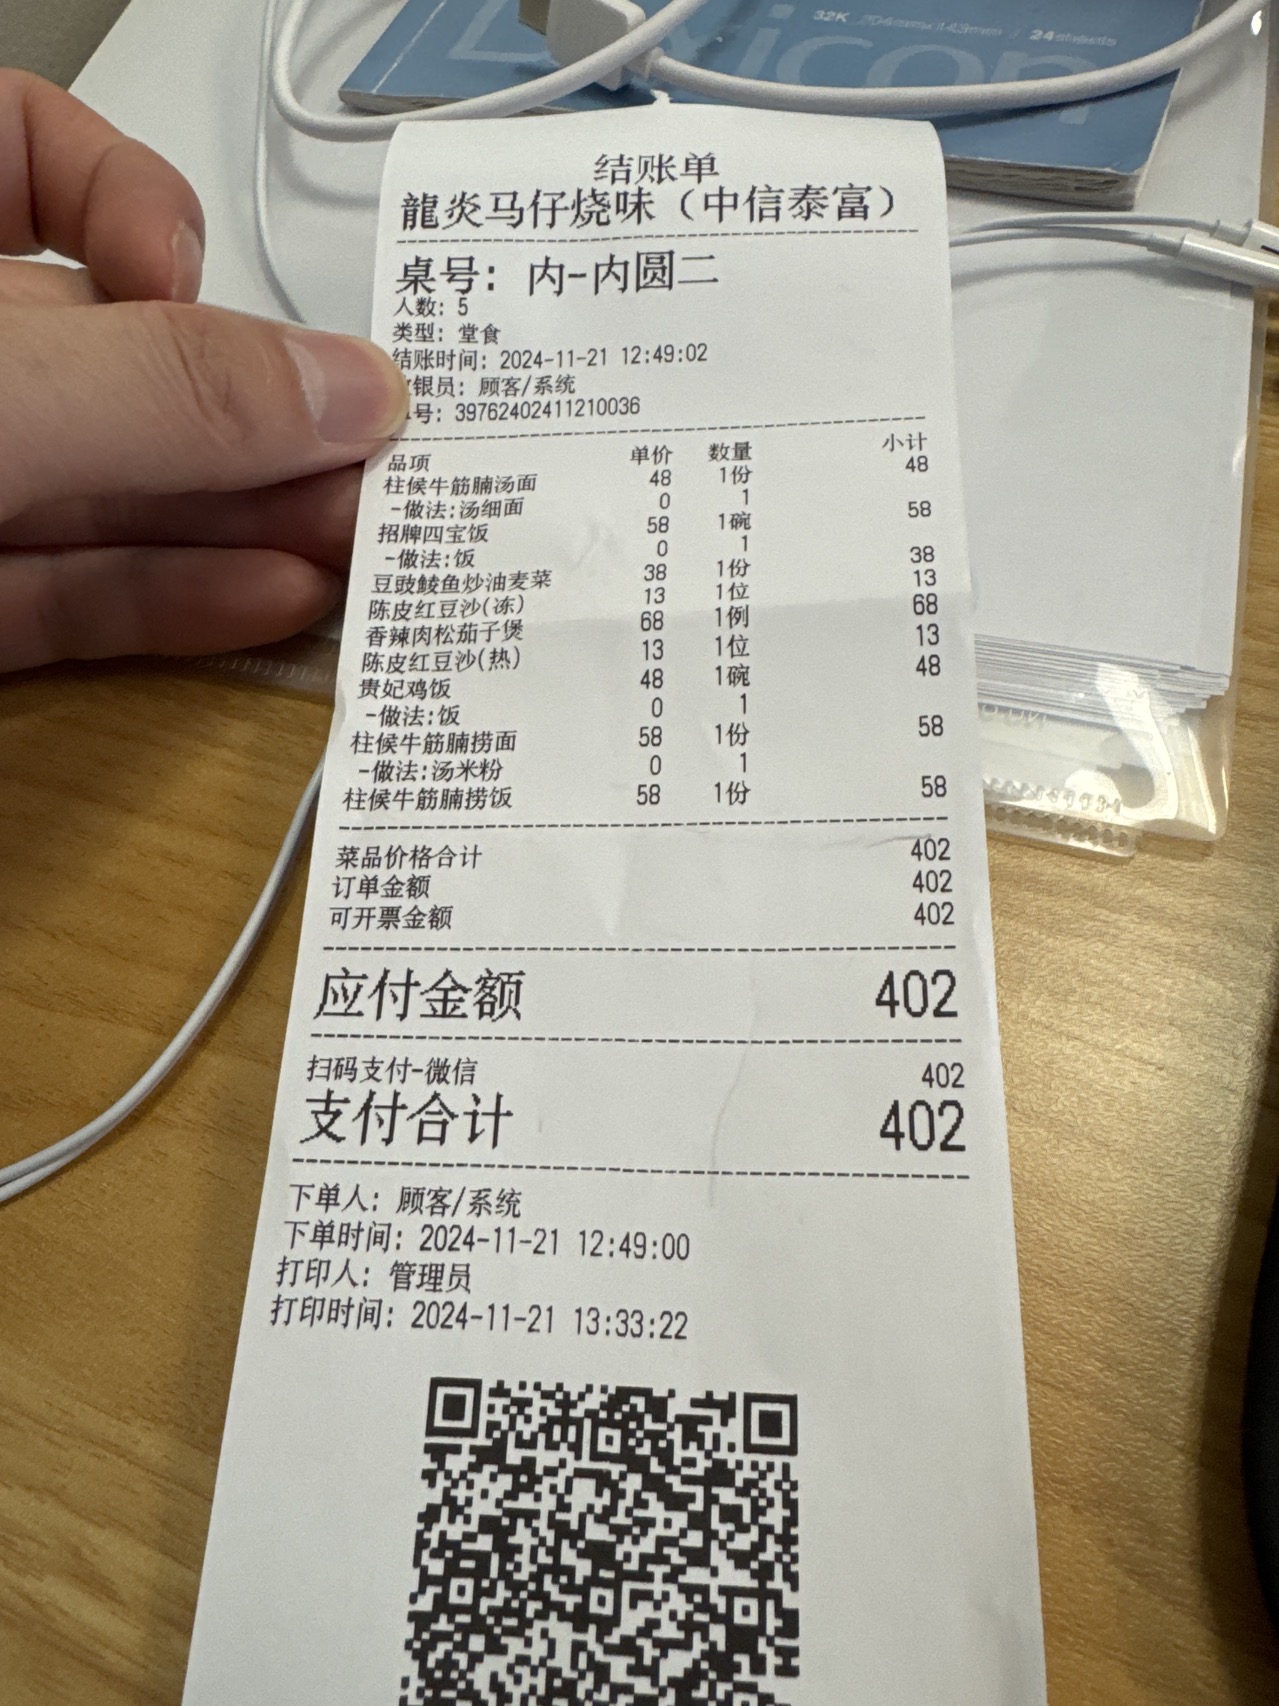 32K 204mm×143mm / 24sheets
Lexicon
结账单
龍炎马仔烧味（中信泰富）
桌号: 内-内圆二
人数: 5
类型: 堂食
结账时间: 2024-11-21 12:49:02
银员: 顾客/系统
号: 39762402411210036
品项 单价 数量 小计
柱候牛筋腩汤面 48 1份 48
-做法:汤细面 0 1
招牌四宝饭 58 1碗 58
-做法:饭 0 1
豆豉鲮鱼炒油麦菜 38 1份 38
陈皮红豆沙(冻) 13 1位 13
香辣肉松茄子煲 68 1例 68
陈皮红豆沙(热) 13 1位 13
贵妃鸡饭 48 1碗 48
-做法:饭 0 1
柱候牛筋腩捞面 58 1份 58
-做法:汤米粉 0 1
柱候牛筋腩捞饭 58 1份 58
菜品价格合计 402
订单金额 402
可开票金额 402
应付金额 402
扫码支付-微信 402
支付合计 402
下单人: 顾客/系统
下单时间: 2024-11-21 12:49:00
打印人: 管理员
打印时间: 2024-11-21 13:33:22